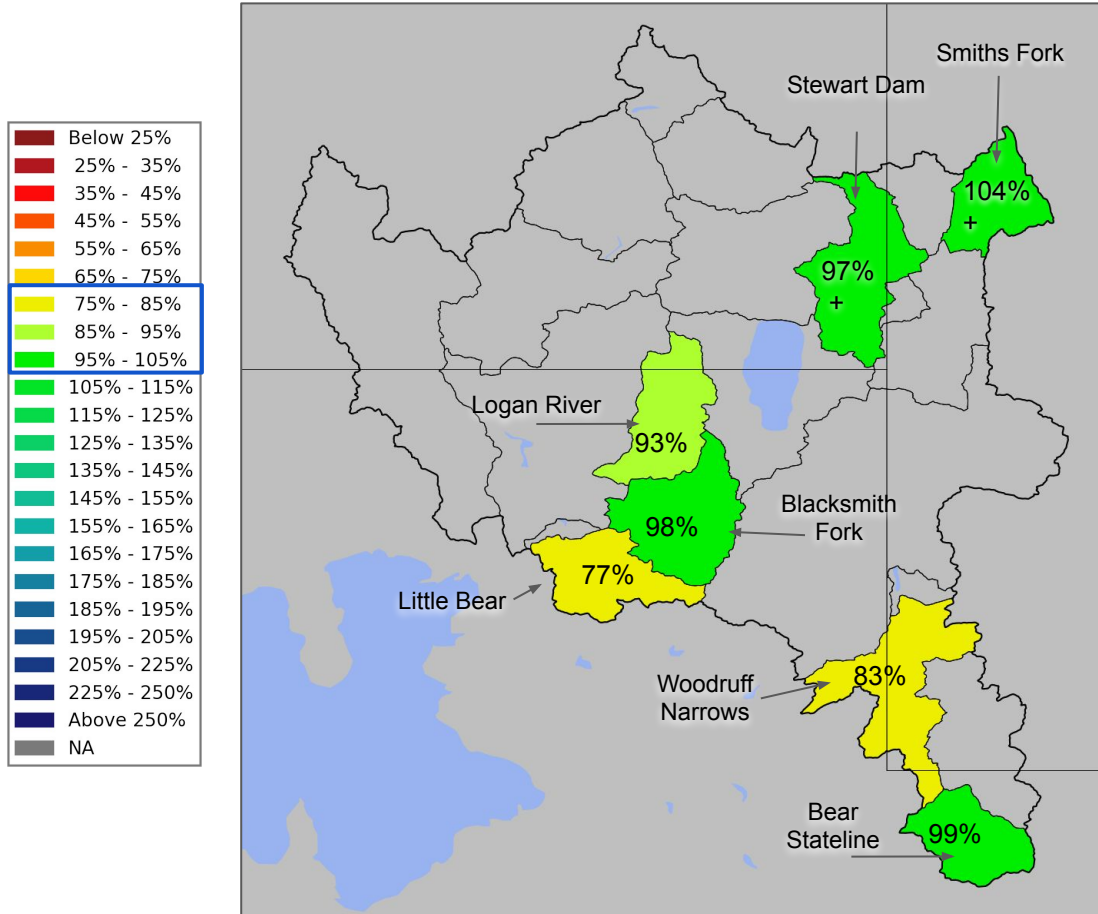 Below 25%
25% - 35%
35% - 45%
45% - 55%
55% - 65%
65% - 75%
75% - 85%
85% - 95%
95% - 105%
105% - 115%
115% - 125%
125% - 135%
135% - 145%
145% - 155%
155% - 165%
165% - 175%
175% - 185%
185% - 195%
195% - 205%
205% - 225%
225% - 250%
Above 250%
NA
Smiths Fork
Stewart Dam
104%
+
97%
+
Logan River
93%
Blacksmith
Fork
98%
77%
Little Bear
83%
Woodruff
Narrows
Bear
Stateline
99%